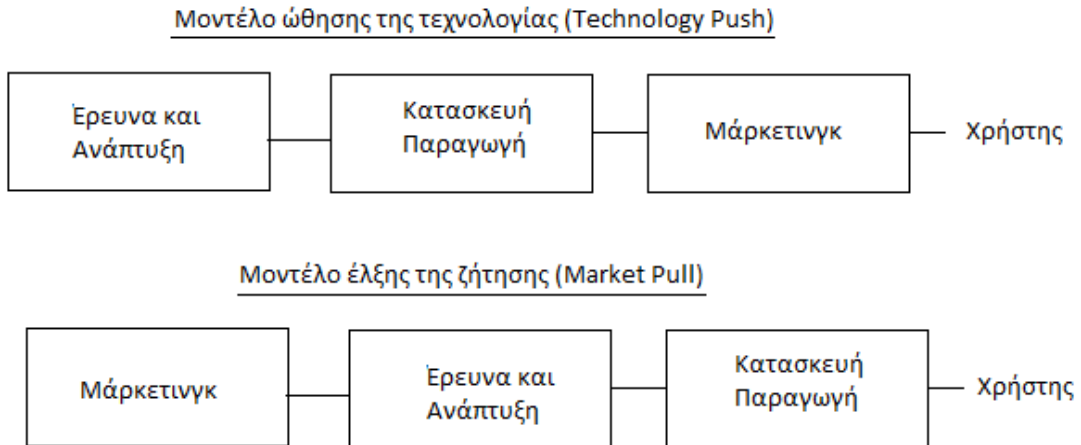 Μοντέλο ώθησης της τεχνολογίας (Technology Push)
Έρευνα και
Ανάπτυξη
Κατασκευή
Παραγωγή
Μάρκετινγκ
Χρήστης
Μοντέλο έλξης της ζήτησης (Market Pull)
Μάρκετινγκ
Έρευνα και
Ανάπτυξη
Κατασκευή
Παραγωγή
Χρήστης